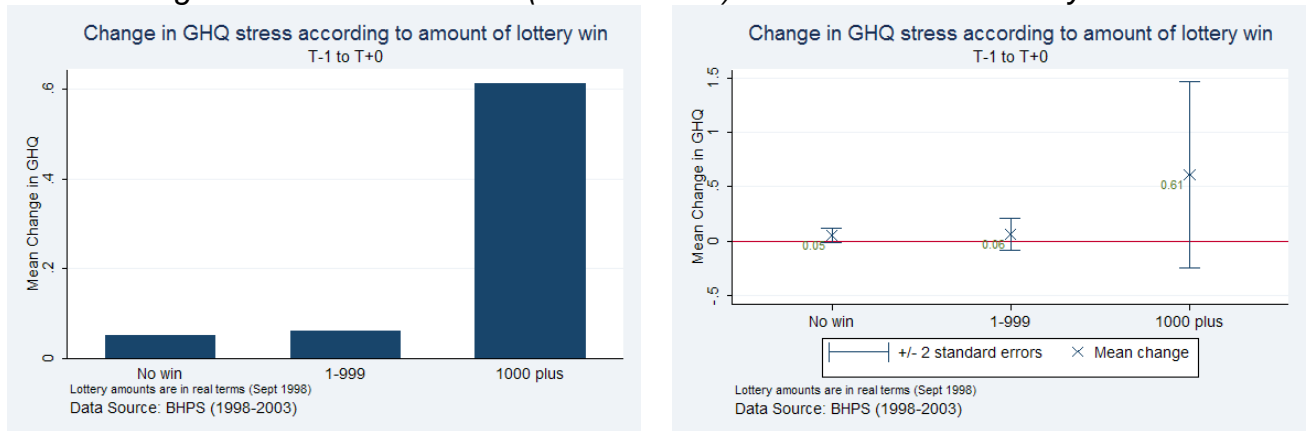 Change in GHQ stress according to amount of lottery win
T-1 to T+0
Mean Change in GHQ
.6
.4
.2
0
No win
1-999
1000 plus
Lottery amounts are in real terms (Sept 1998)
Data Source: BHPS (1998-2003)
Change in GHQ stress according to amount of lottery win
T-1 to T+0
Mean Change in GHQ
1.5
1
.5
0
-.5
0.05
0.06
0.61
No win
1-999
1000 plus
+/- 2 standard errors
Mean change
Lottery amounts are in real terms (Sept 1998)
Data Source: BHPS (1998-2003)